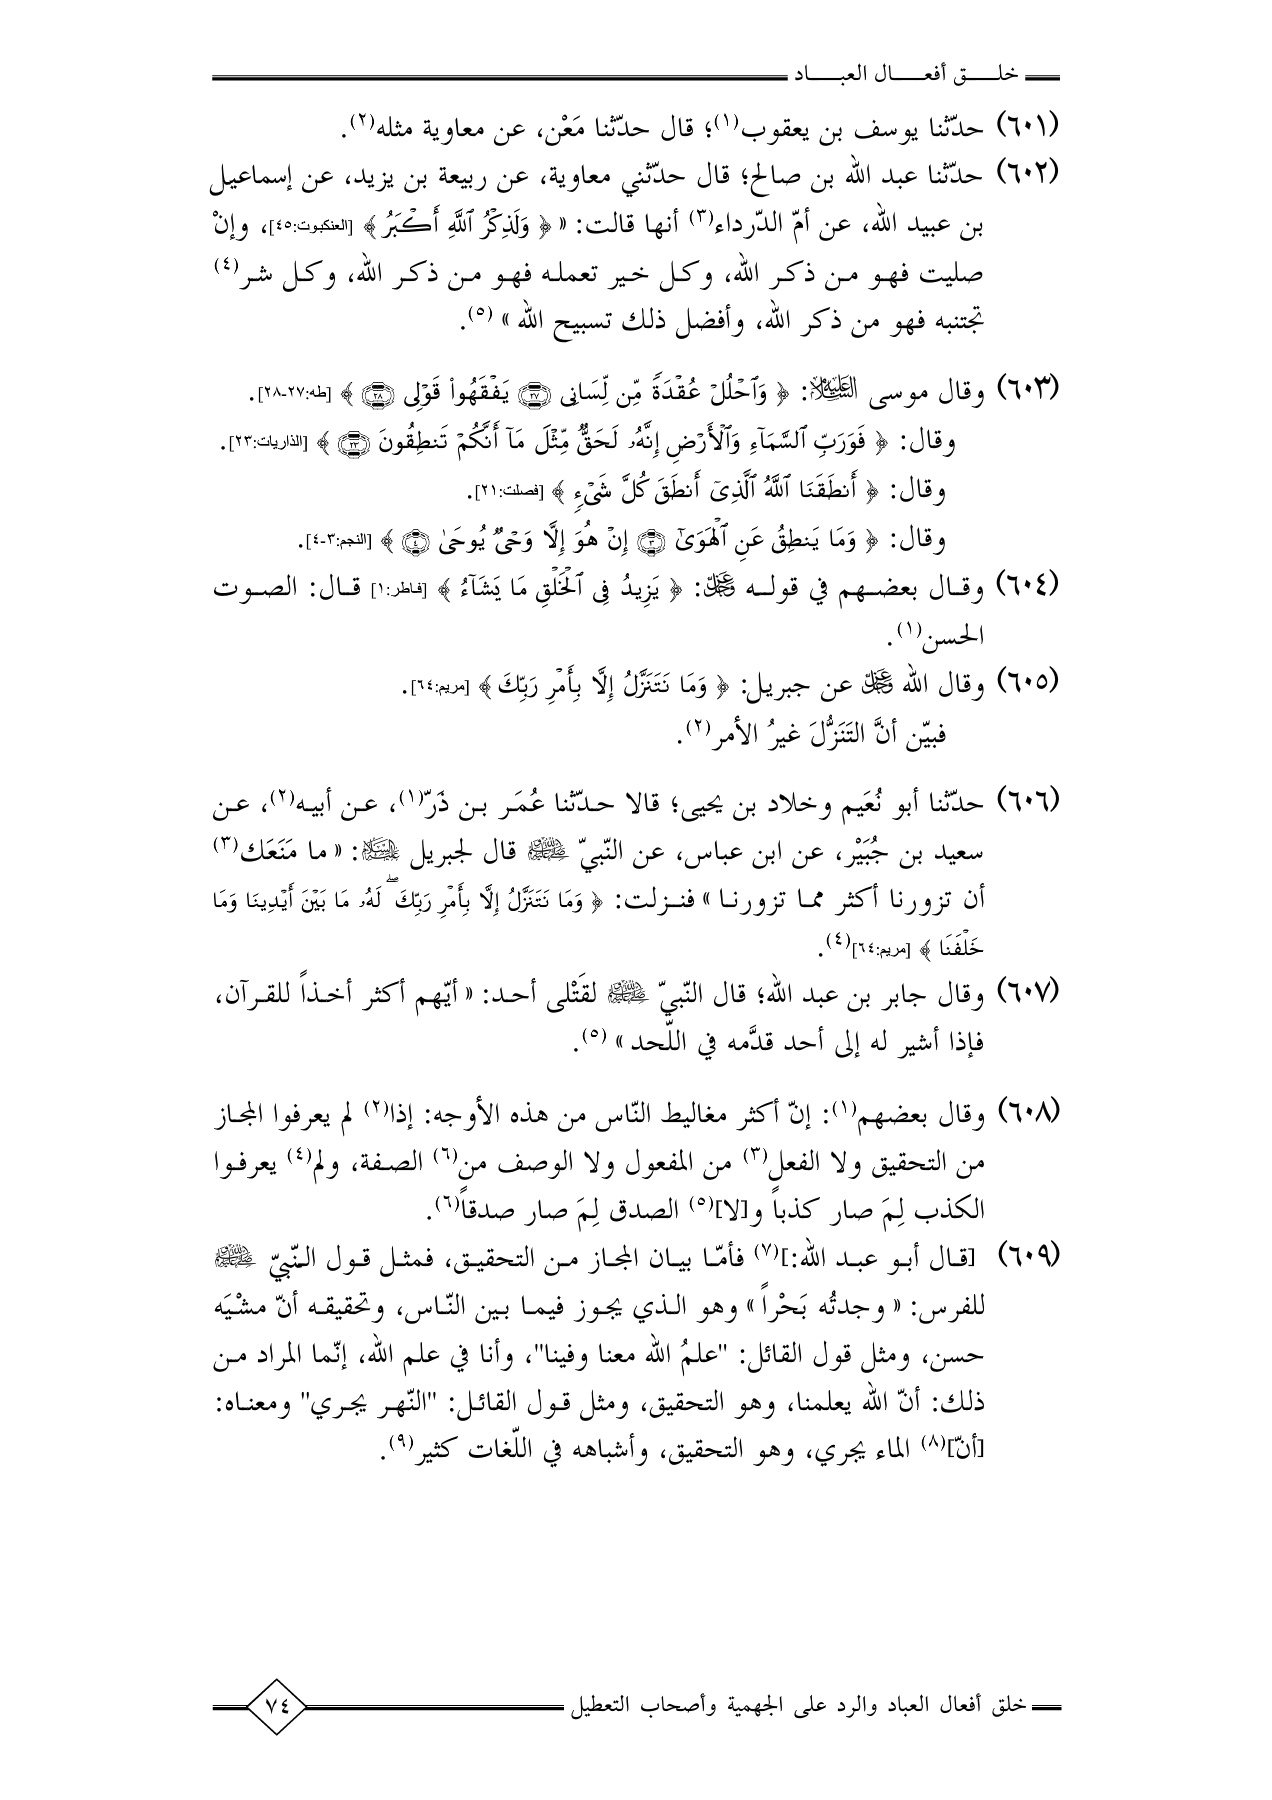 خلـــق أفعـــال العبـــاد
(٦٠١) حدّثنا يوسف بن يعقوب(١)؛ قال حدّثنا مَعْن، عن معاوية مثله(٢).
(٦٠٢) حدّثنا عبد الله بن صالح؛ قال حدّثني معاوية، عن ربيعة بن يزيد، عن إسماعيل
بن عبيد الله، عن أمّ الدّرداء(٣) أنها قالت: « ﴿ وَلَذِكْرُ ٱللَّهِ أَكْبَرُ ﴾ [العنكبوت:٤٥]، وإنْ
صليت فهو من ذكر الله، وكل خير تعمله فهو من ذكر الله، وكل شر(٤)
تجتنبه فهو من ذكر الله، وأفضل ذلك تسبيح الله » (٥).
(٦٠٣) وقال موسى عليه السلام: ﴿ وَٱحْلُلْ عُقْدَةً مِّن لِّسَانِى ۝٢٧ يَفْقَهُوا۟ قَوْلِى ۝٢٨ ﴾ [طه:٢٧-٢٨].
وقال: ﴿ فَوَرَبِّ ٱلسَّمَآءِ وَٱلْأَرْضِ إِنَّهُۥ لَحَقٌّ مِّثْلَ مَآ أَنَّكُمْ تَنطِقُونَ ۝٢٣ ﴾ [الذاريات:٢٣].
وقال: ﴿ أَنطَقَنَا ٱللَّهُ ٱلَّذِىٓ أَنطَقَ كُلَّ شَىْءٍ ﴾ [فصلت:٢١].
وقال: ﴿ وَمَا يَنطِقُ عَنِ ٱلْهَوَىٰٓ ۝٣ إِنْ هُوَ إِلَّا وَحْىٌ يُوحَىٰ ۝٤ ﴾ [النجم:٣-٤].
(٦٠٤) وقال بعضهم في قوله عز وجل: ﴿ يَزِيدُ فِى ٱلْخَلْقِ مَا يَشَآءُ ﴾ [فاطر:١] قال: الصوت
الحسن(١).
(٦٠٥) وقال الله عز وجل عن جبريل: ﴿ وَمَا نَتَنَزَّلُ إِلَّا بِأَمْرِ رَبِّكَ ﴾ [مريم:٦٤].
فبيّن أنَّ التَنَزُّلَ غيرُ الأمر(٢).
(٦٠٦) حدّثنا أبو نُعَيم وخلاد بن يحيى؛ قالا حدّثنا عُمَر بن ذَرّ(١)، عن أبيه(٢)، عن
سعيد بن جُبَيْر، عن ابن عباس، عن النّبيّ ﷺ قال لجبريل عليه السلام: « ما مَنَعَك(٣)
أن تزورنا أكثر مما تزورنا » فنزلت: ﴿ وَمَا نَتَنَزَّلُ إِلَّا بِأَمْرِ رَبِّكَ ۖ لَهُۥ مَا بَيْنَ أَيْدِينَا وَمَا
خَلْفَنَا ﴾ [مريم:٦٤](٤).
(٦٠٧) وقال جابر بن عبد الله؛ قال النّبيّ ﷺ لقَتْلى أحد: « أيّهم أكثر أخذاً للقرآن،
فإذا أشير له إلى أحد قدَّمه في اللّحد » (٥).
(٦٠٨) وقال بعضهم(١): إنّ أكثر مغاليط النّاس من هذه الأوجه: إذا(٢) لم يعرفوا المجاز
من التحقيق ولا الفعل(٣) من المفعول ولا الوصف من(٦) الصفة، ولم(٤) يعرفوا
الكذب لِمَ صار كذباً و[لا](٥) الصدق لِمَ صار صدقاً(٦).
(٦٠٩) [قال أبو عبد الله:](٧) فأمّا بيان المجاز من التحقيق، فمثل قول النّبيّ ﷺ
للفرس: « وجدتُه بَحْراً » وهو الذي يجوز فيما بين النّاس، وتحقيقه أنّ مشْيَه
حسن، ومثل قول القائل: "علمُ الله معنا وفينا"، وأنا في علم الله، إنّما المراد من
ذلك: أنّ الله يعلمنا، وهو التحقيق، ومثل قول القائل: "النّهر يجري" ومعناه:
[أنّ](٨) الماء يجري، وهو التحقيق، وأشباهه في اللّغات كثير(٩).
خلق أفعال العباد والرد على الجهمية وأصحاب التعطيل
٧٤